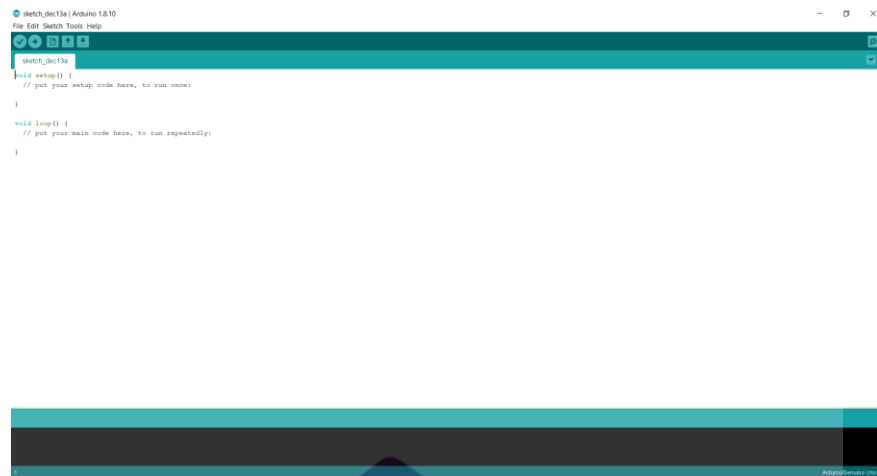 sketch_dec13a | Arduino 1.8.10
File Edit Sketch Tools Help
sketch_dec13a
void setup() {
// put your setup code here, to run once:
}
void loop() {
// put your main code here, to run repeatedly:
}
1
Arduino/Genuino Uno